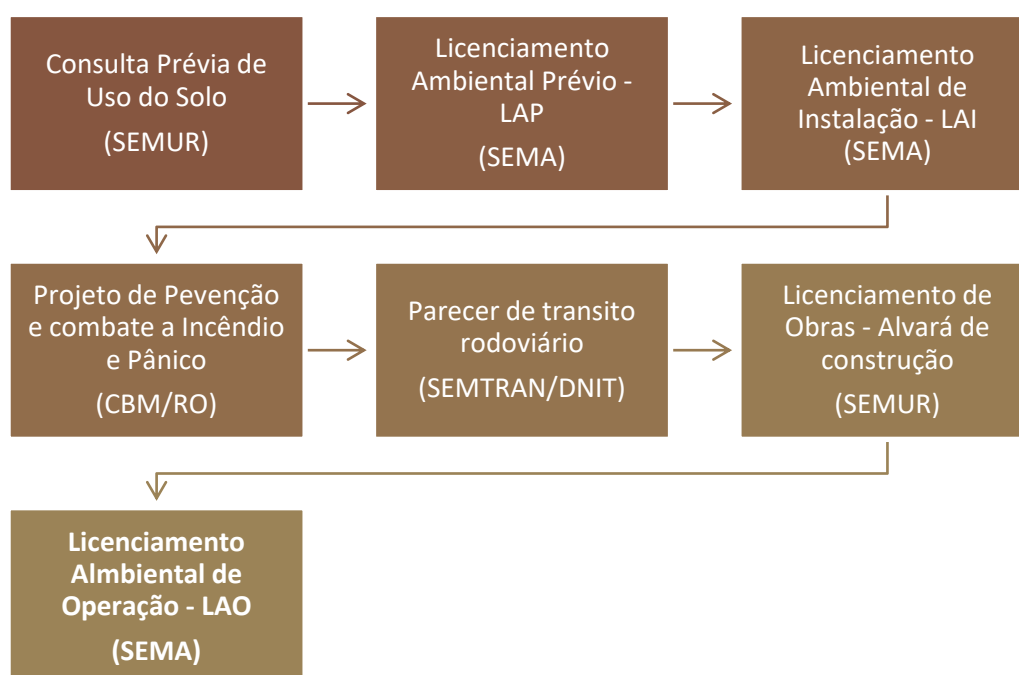 Consulta Prévia de
Uso do Solo
(SEMUR)
Licenciamento
Ambiental Prévio -
LAP
(SEMA)
Licenciamento
Ambiental de
Instalação - LAI
(SEMA)
Projeto de Pevenção
e combate a Incêndio
e Pânico
(CBM/RO)
Parecer de transito
rodoviário
(SEMTRAN/DNIT)
Licenciamento de
Obras - Alvará de
construção
(SEMUR)
Licenciamento
Almbiental de
Operação - LAO
(SEMA)